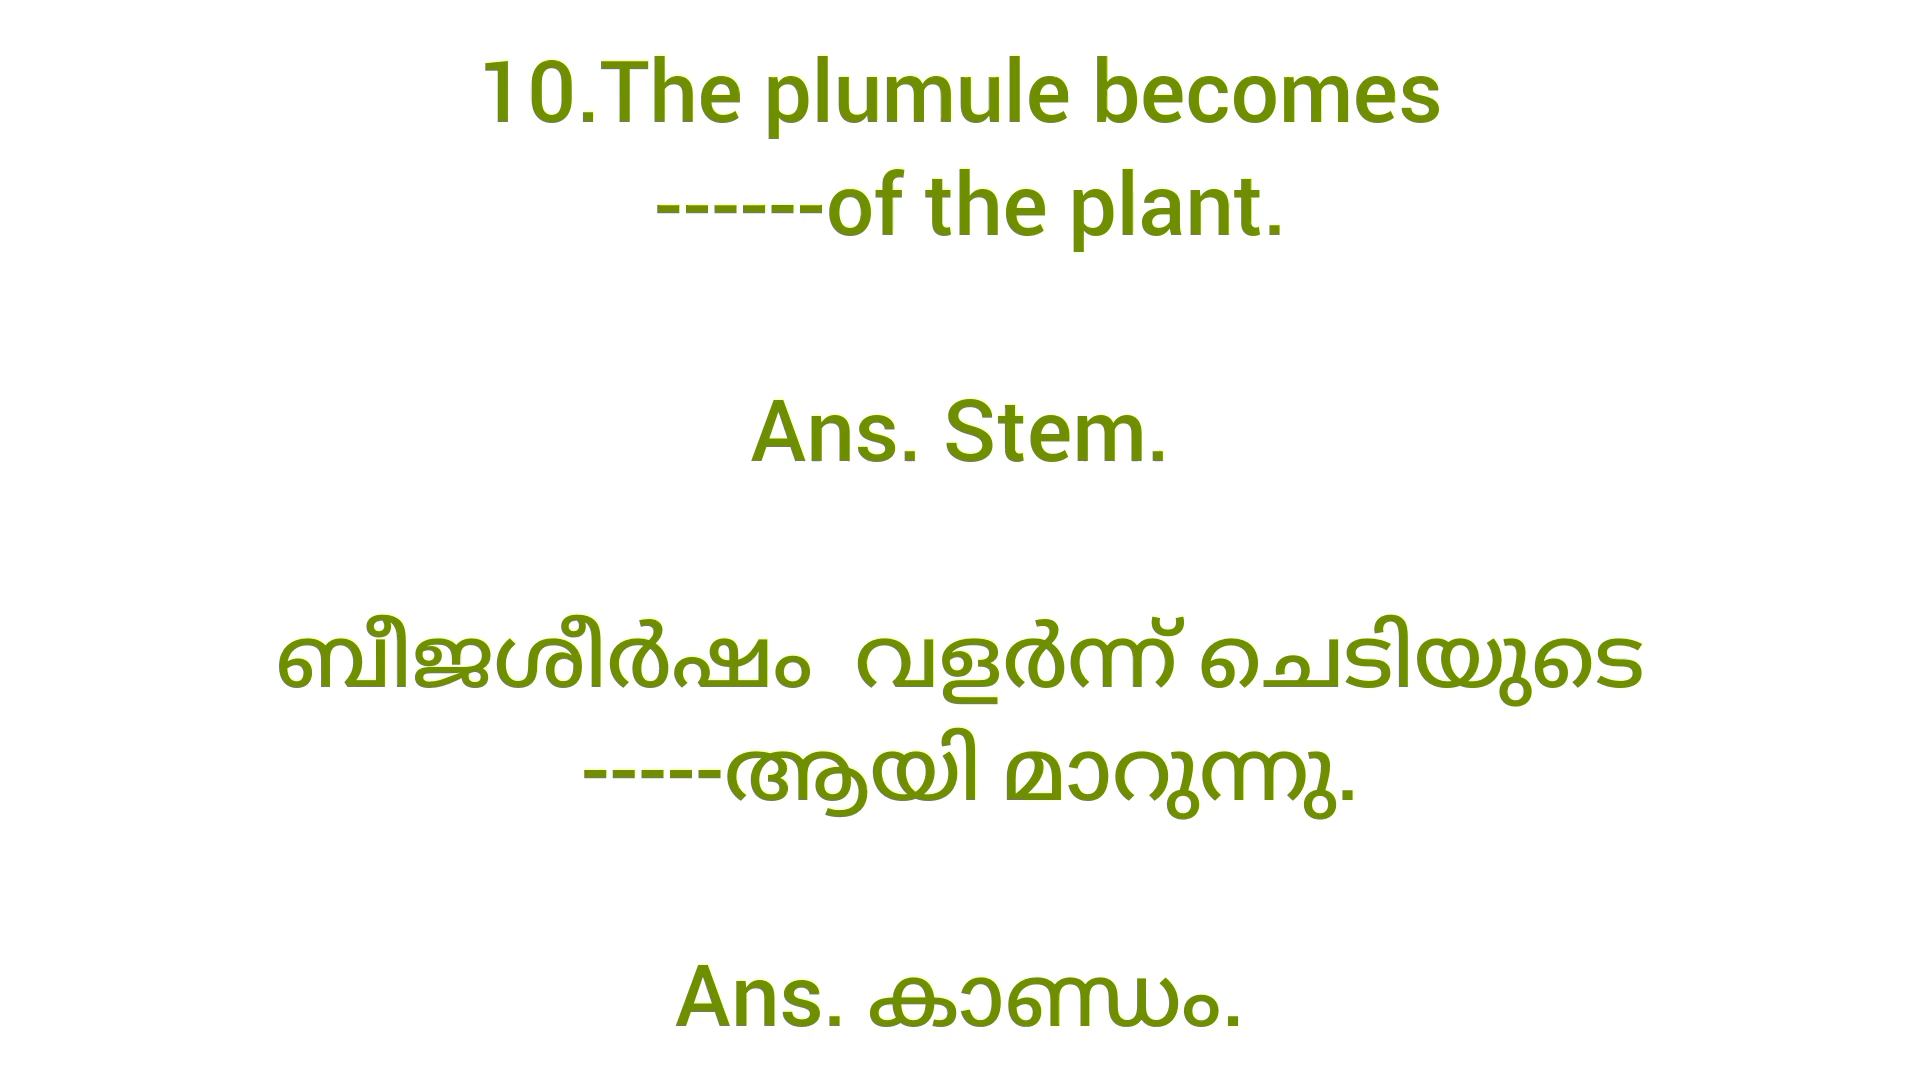 10.The plumule becomes
------of the plant.
Ans. Stem.
ബീജശീർഷം വളർന്ന് ചെടിയുടെ
-----ആയി മാറുന്നു.
Ans. കാണ്ഡം.